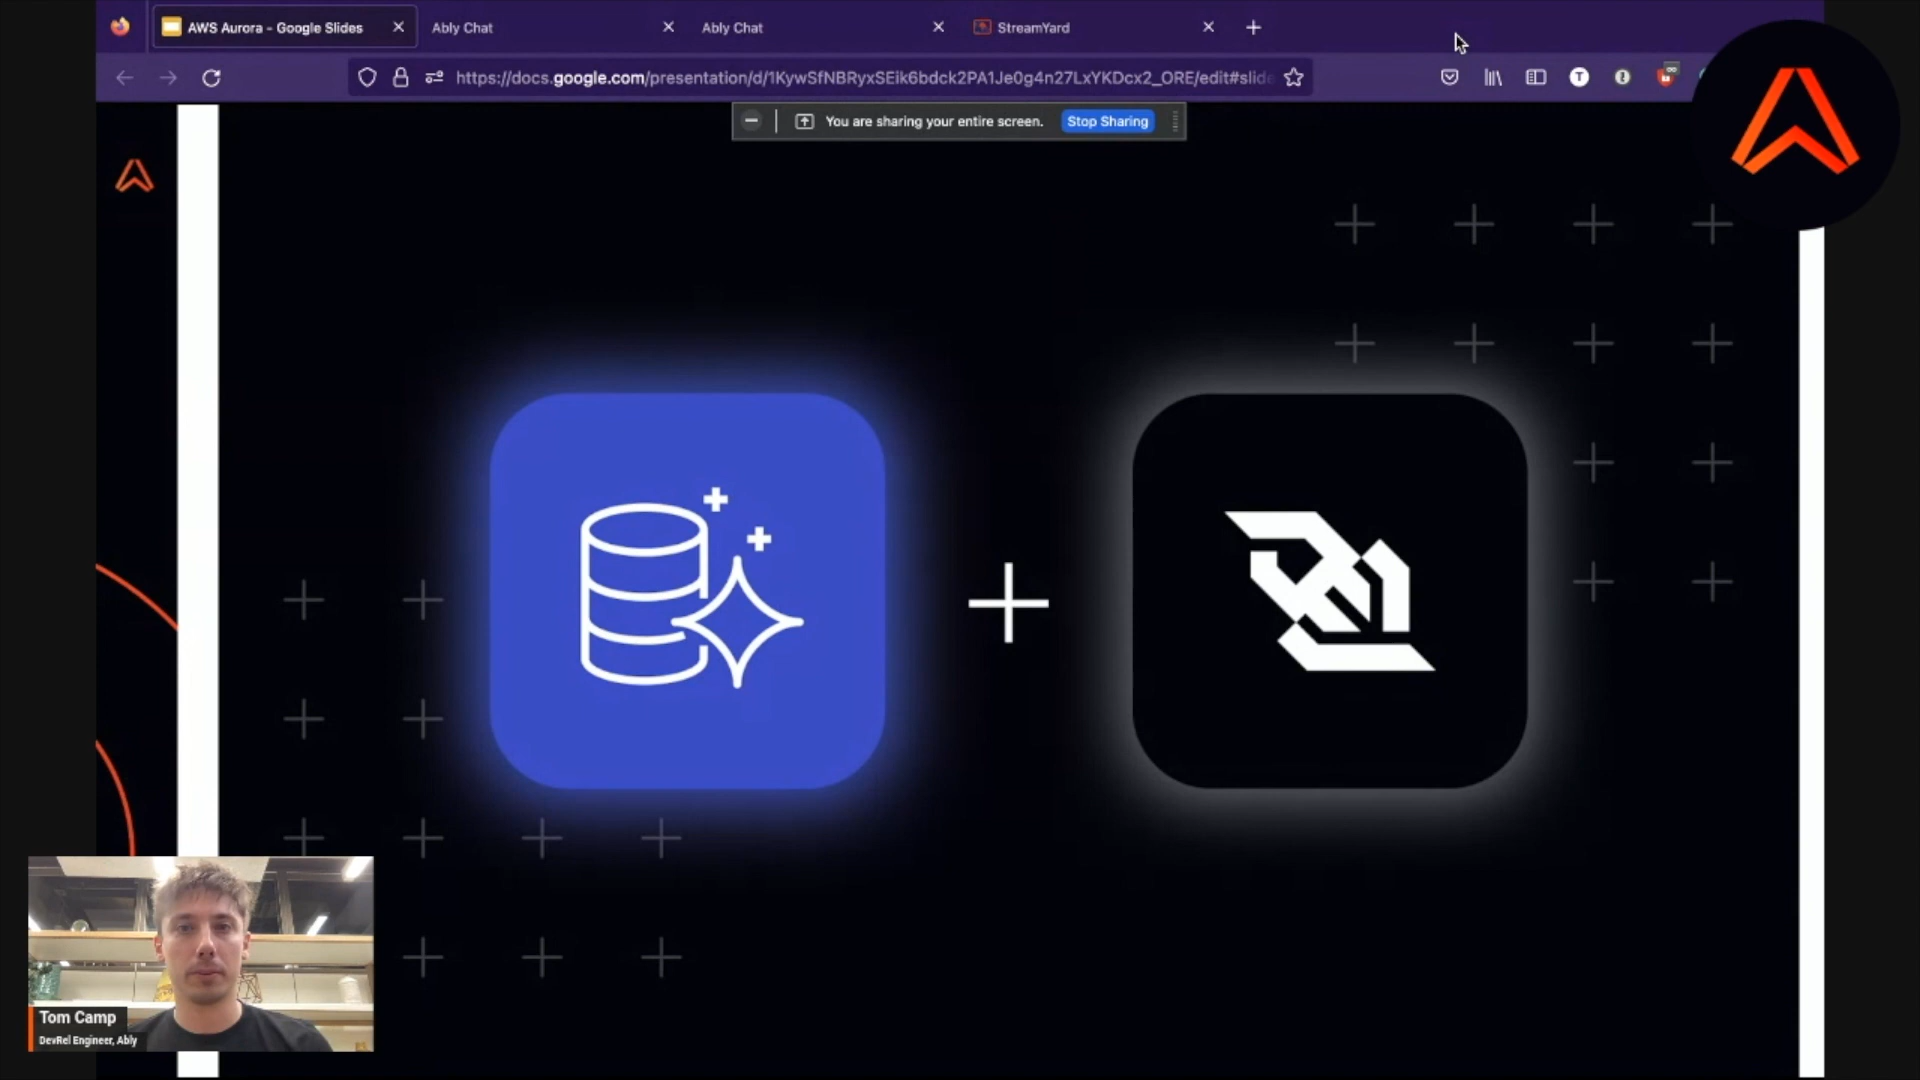 AWS Aurora - Google Slides
Ably Chat
Ably Chat
StreamYard
https://docs.google.com/presentation/d/1KywSfNBRyxSEik6bdck2PA1Je0g4n27LxYKDcx2_ORE/edit#slide
You are sharing your entire screen.
Stop Sharing
Tom Camp
DevRel Engineer, Ably